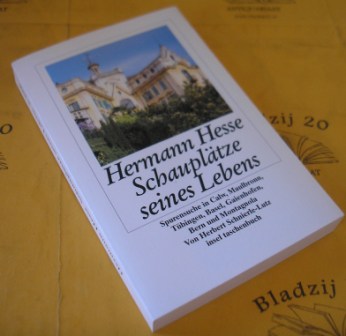 Hermann Hesse
Schauplätze
seines Lebens
Spurensuche in Calw, Maulbronn,
Tübingen, Basel, Gaienhofen,
Bern und Montagnola
Von Herbert Schnierle-Lutz
insel taschenbuch
Bladzij 20
Bladzij